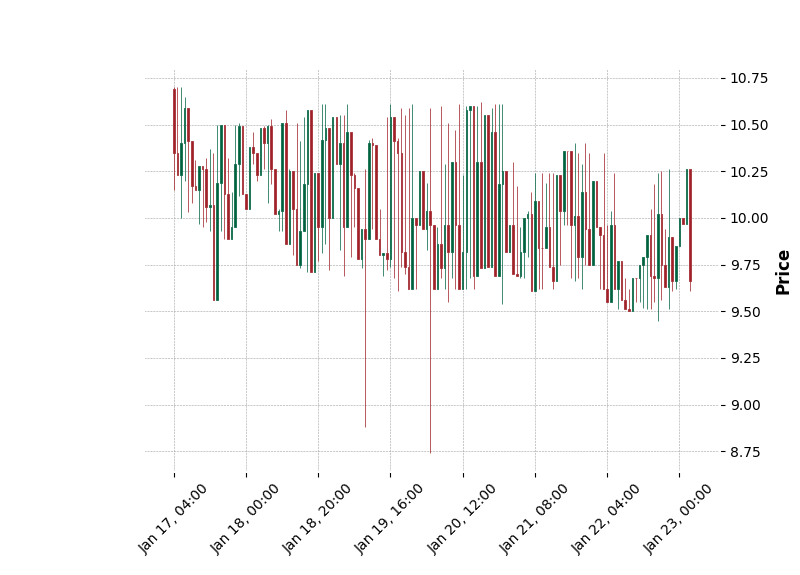 10.75
10.50
10.25
10.00
9.75
9.50
9.25
9.00
8.75
Price
Jan 17, 04:00
Jan 18, 00:00
Jan 18, 20:00
Jan 19, 16:00
Jan 20, 12:00
Jan 21, 08:00
Jan 22, 04:00
Jan 23, 00:00